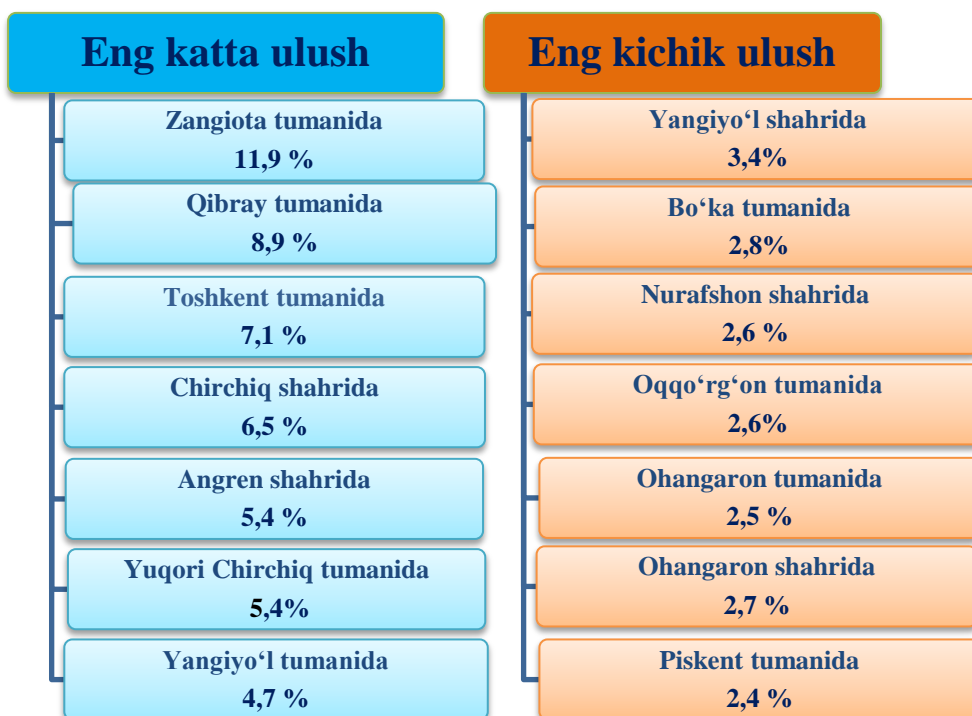 Eng katta ulush
Zangiota tumanida
11,9 %
Qibray tumanida
8,9 %
Toshkent tumanida
7,1 %
Chirchiq shahrida
6,5 %
Angren shahrida
5,4 %
Yuqori Chirchiq tumanida
5,4%
Yangiyo‘l tumanida
4,7 %
Eng kichik ulush
Yangiyo‘l shahrida
3,4%
Bo‘ka tumanida
2,8%
Nurafshon shahrida
2,6 %
Oqqo‘rg‘on tumanida
2,6%
Ohangaron tumanida
2,5 %
Ohangaron shahrida
2,7 %
Piskent tumanida
2,4 %